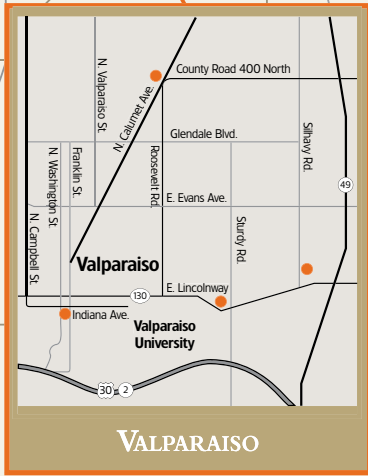 County Road 400 North
N. Valparaiso St.
N. Calumet Ave.
Glendale Blvd.
Silhavy Rd.
N. Washington St.
Franklin St.
Roosevelt Rd.
49
E. Evans Ave.
N. Campbell St.
Sturdy Rd.
Valparaiso
E. Lincolnway
130
Indiana Ave.
Valparaiso
University
30
2
VALPARAISO